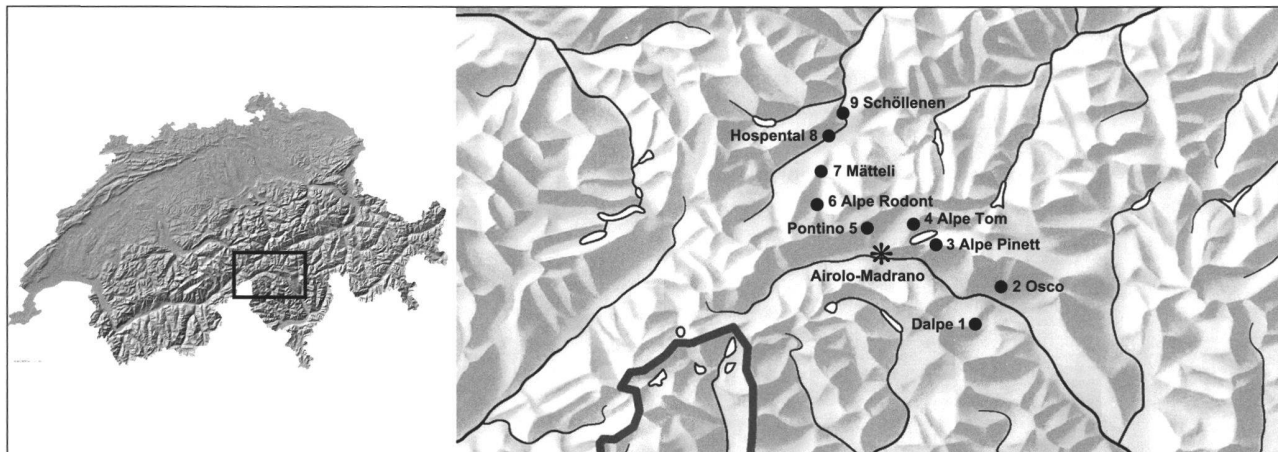 9 Schöllenen
Hospental 8
7 Mätteli
6 Alpe Rodont
4 Alpe Tom
Pontino 5
3 Alpe Pinett
Airolo-Madrano
2 Osco
Dalpe 1